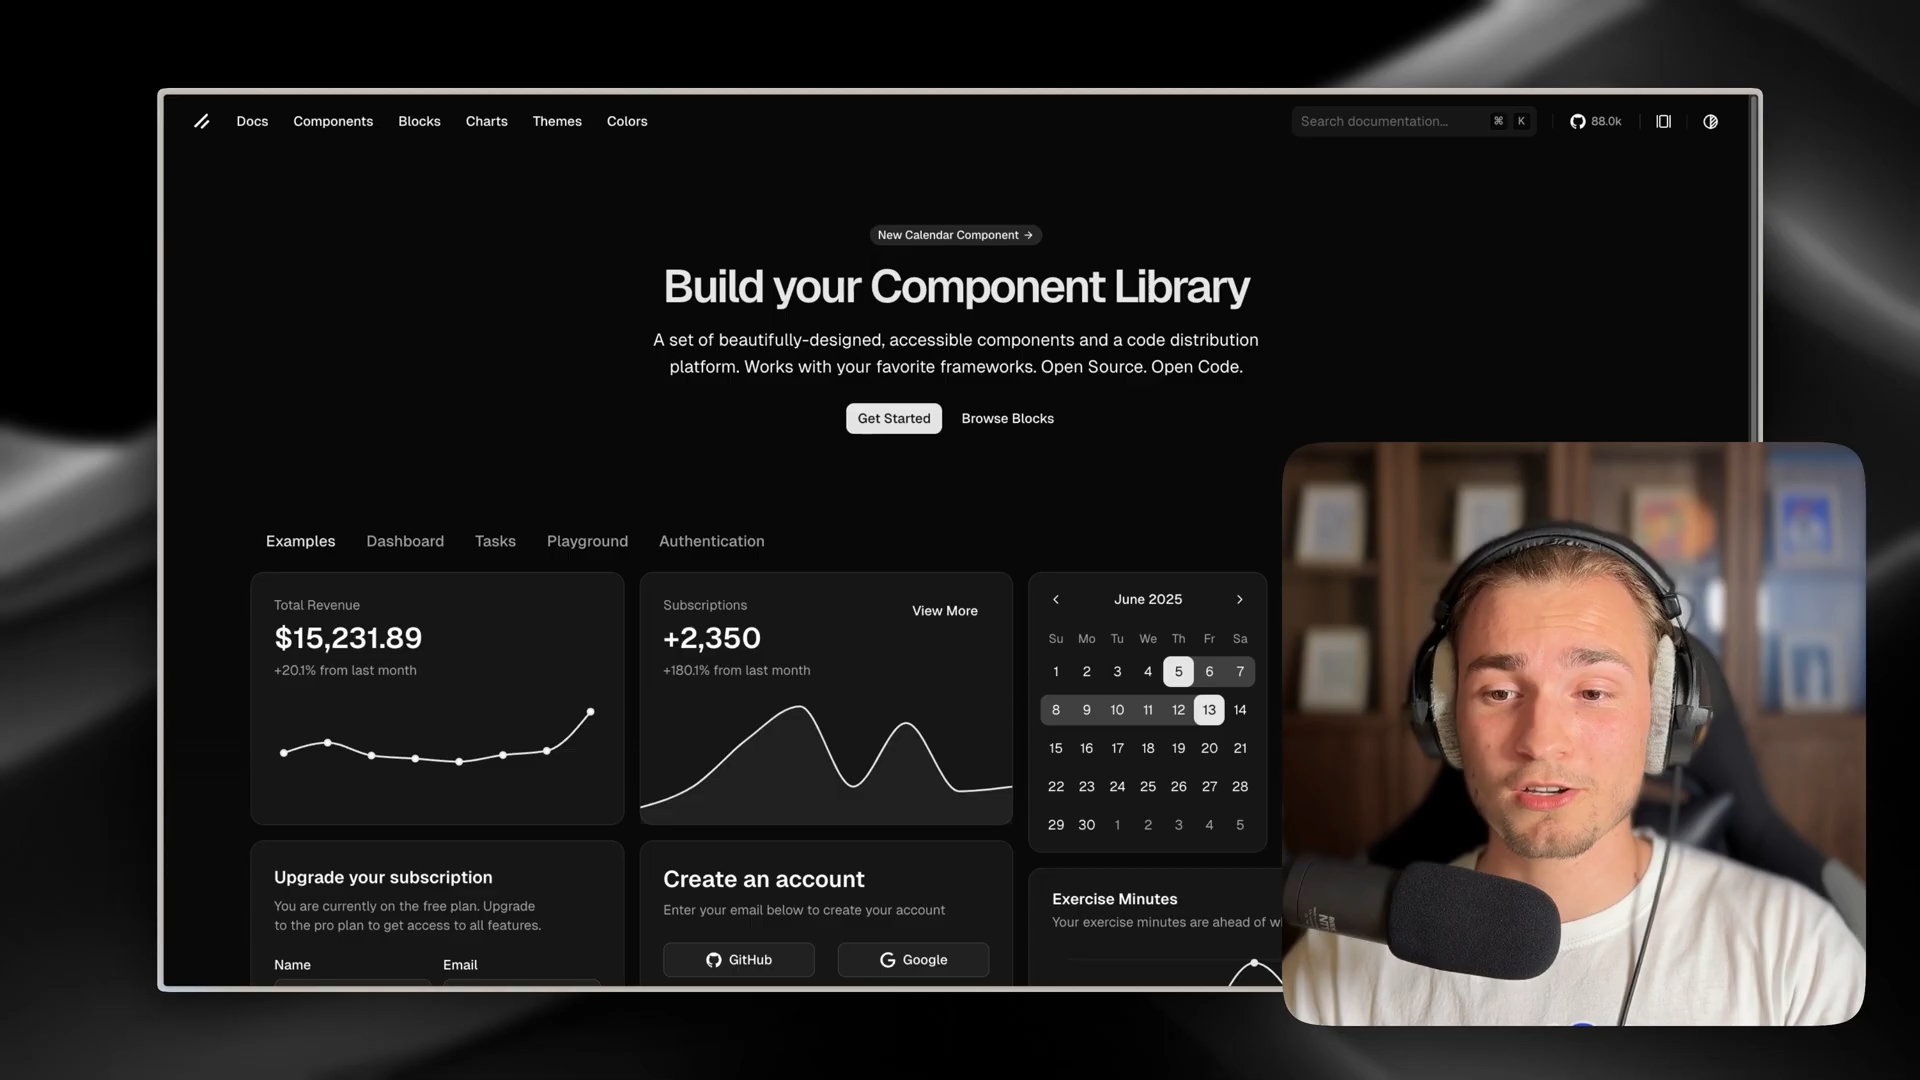 Docs Components Blocks Charts Themes Colors
Search documentation... ⌘ K
88.0k
New Calendar Component →
Build your Component Library
A set of beautifully-designed, accessible components and a code distribution
platform. Works with your favorite frameworks. Open Source. Open Code.
Get Started Browse Blocks
Examples Dashboard Tasks Playground Authentication
Total Revenue
$15,231.89
+20.1% from last month
Subscriptions
View More
+2,350
+180.1% from last month
June 2025
Su Mo Tu We Th Fr Sa
1 2 3 4 5 6 7
8 9 10 11 12 13 14
15 16 17 18 19 20 21
22 23 24 25 26 27 28
29 30 1 2 3 4 5
Upgrade your subscription
You are currently on the free plan. Upgrade
to the pro plan to get access to all features.
Name Email
Create an account
Enter your email below to create your account
GitHub Google
Exercise Minutes
Your exercise minutes are ahead of